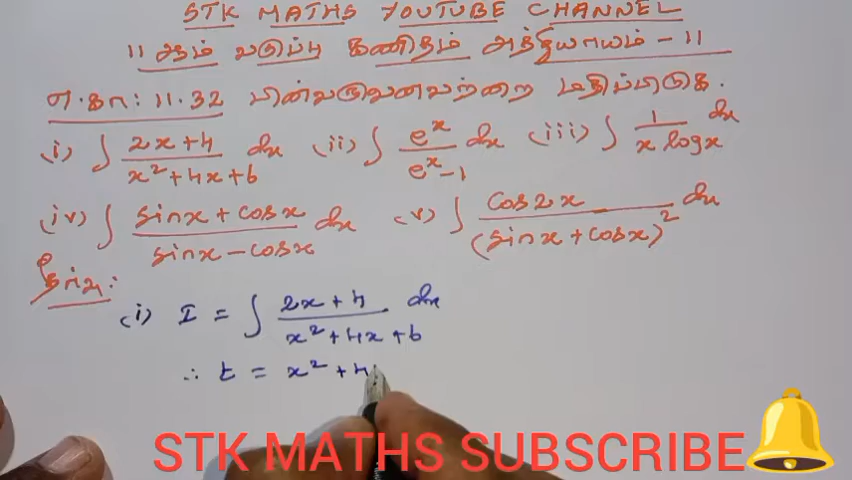 STK MATHS YOUTUBE CHANNEL
11 ஆம் வகுப்பு கணிதம் அத்தியாயம் - 11
எ.கா: 11.32 பின்வருவனவற்றை மதிப்பிடுக.
(i) ∫ (2x+4)/(x²+4x+6) dx (ii) ∫ eˣ/(eˣ-1) dx (iii) ∫ 1/(x logx) dx
(iv) ∫ (sinx + cosx)/(sinx - cosx) dx (v) ∫ cos2x/(sinx + cosx)² dx
தீர்வு:
(i) I = ∫ (2x+4)/(x²+4x+6) dx
∴ t = x² + 4
STK MATHS SUBSCRIBE